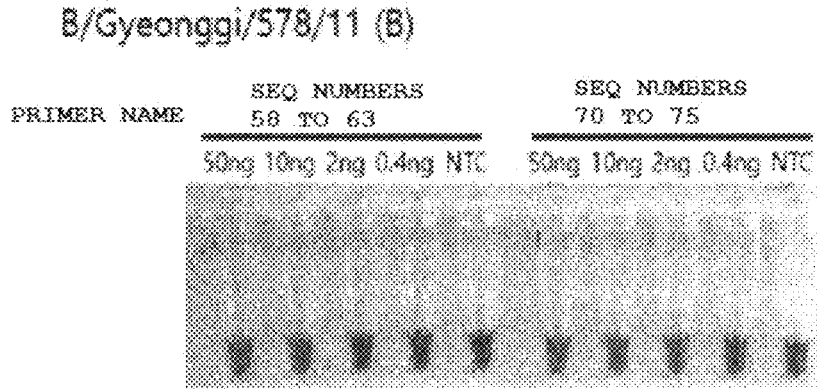 B/Gyeonggi/578/11 (B)
PRIMER NAME
SEQ NUMBERS
58 TO 63
SEQ NUMBERS
70 TO 75
50ng 10ng 2ng 0.4ng NTC
50ng 10ng 2ng 0.4ng NTC